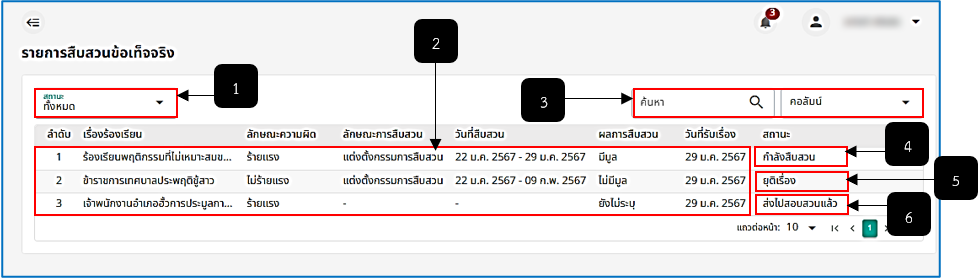 3
2
รายการสืบสวนข้อเท็จจริง
1
สถานะ
ทั้งหมด
3
ค้นหา
คอลัมน์
ลำดับ เรื่องร้องเรียน ลักษณะความผิด ลักษณะการสืบสวน วันที่สืบสวน ผลการสืบสวน วันที่รับเรื่อง สถานะ
4
1 ร้องเรียนพฤติกรรมที่ไม่เหมาะสมข... ร้ายแรง แต่งตั้งกรรมการสืบสวน 22 ม.ค. 2567 - 29 ม.ค. 2567 มีมูล 29 ม.ค. 2567 กำลังสืบสวน
2 ข้าราชการเทศบาลประพฤติชู้สาว ไม่ร้ายแรง แต่งตั้งกรรมการสืบสวน 22 ม.ค. 2567 - 09 ก.พ. 2567 ไม่มีมูล 29 ม.ค. 2567 ยุติเรื่อง
5
3 เจ้าพนักงานอำเภอฮั้วการประมูลกา... ร้ายแรง - - ยังไม่ระบุ 29 ม.ค. 2567 ส่งไปสอบสวนแล้ว
6
แถวต่อหน้า: 10 1